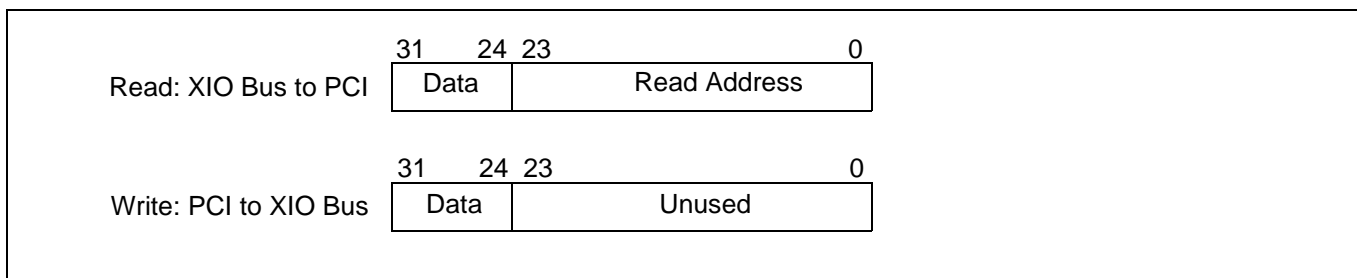 31 24 23 0
Read: XIO Bus to PCI Data Read Address
31 24 23 0
Write: PCI to XIO Bus Data Unused